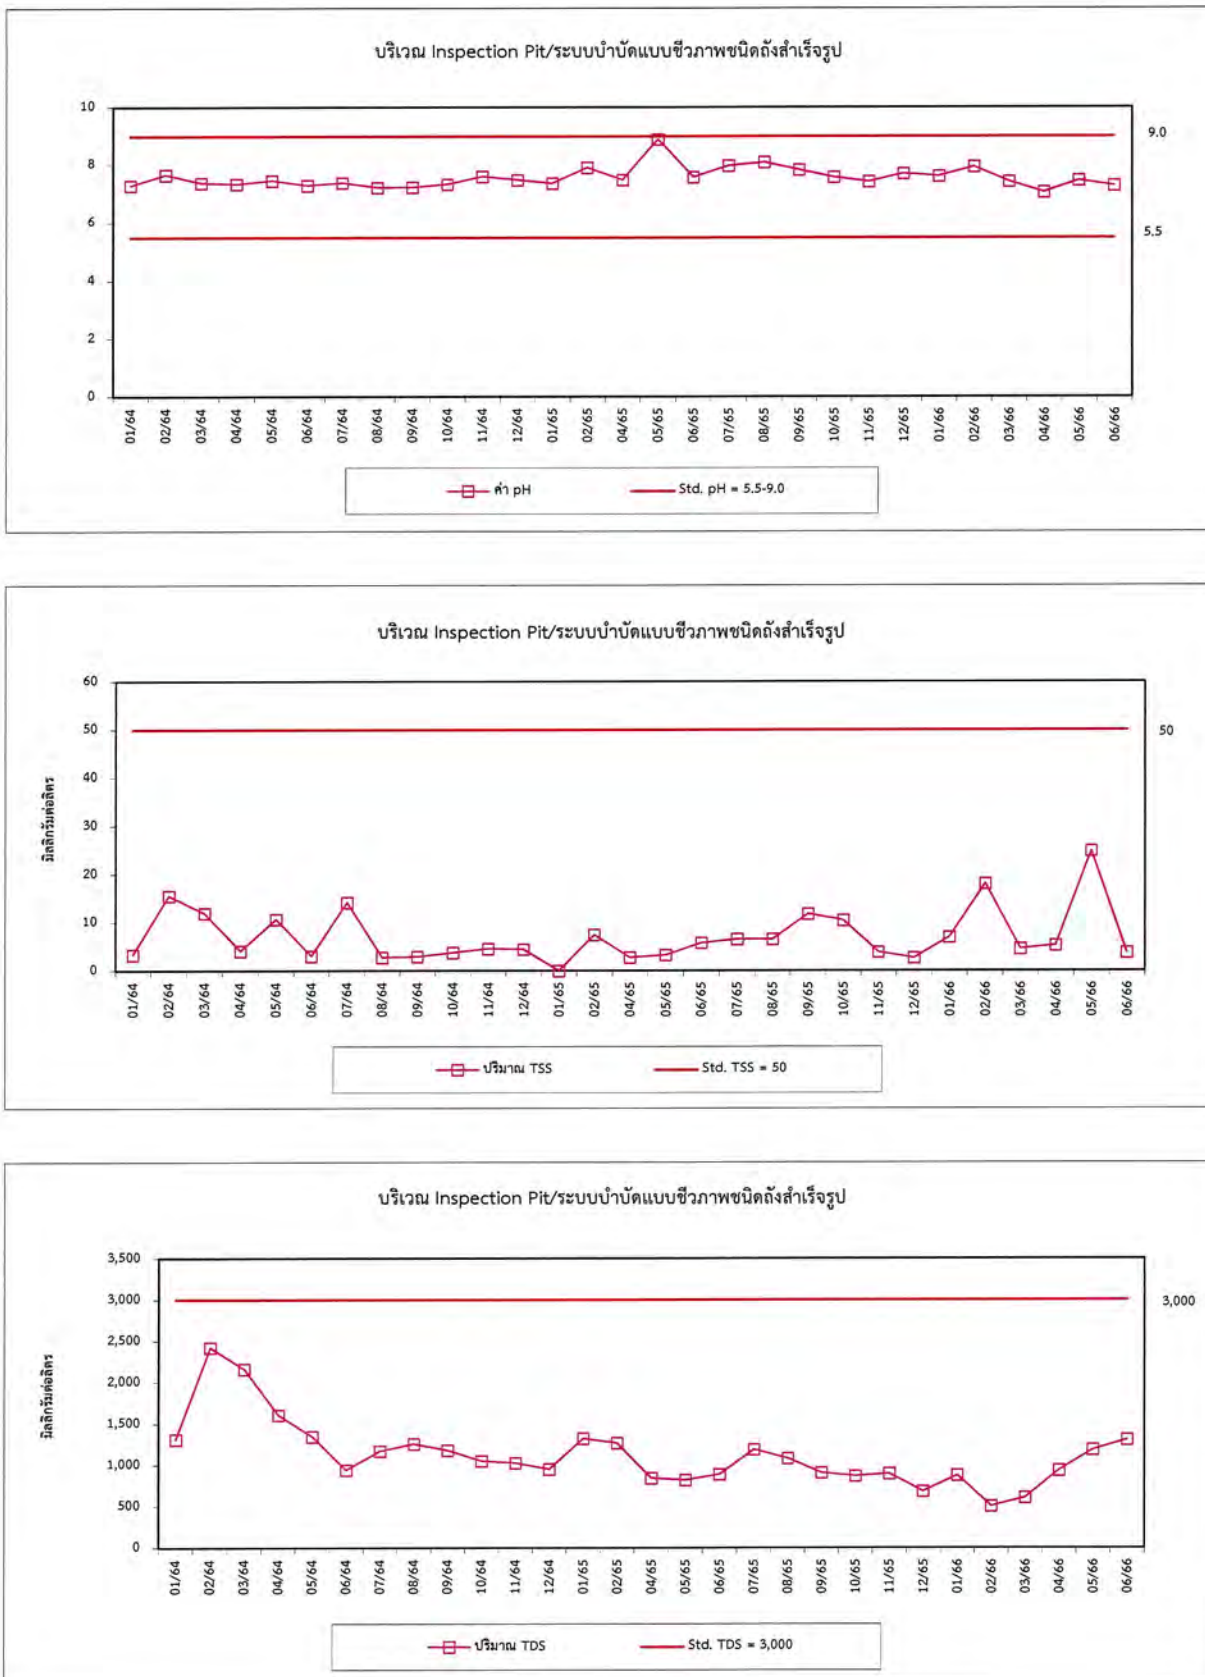 บริเวณ Inspection Pit/ระบบบำบัดแบบชีวภาพชนิดถังสำเร็จรูป
10
8
6
4
2
0
9.0
5.5
01/64 02/64 03/64 04/64 05/64 06/64 07/64 08/64 09/64 10/64 11/64 12/64 01/65 02/65 04/65 05/65 06/65 07/65 08/65 09/65 10/65 11/65 12/65 01/66 02/66 03/66 04/66 05/66 06/66
ค่า pH Std. pH = 5.5-9.0
บริเวณ Inspection Pit/ระบบบำบัดแบบชีวภาพชนิดถังสำเร็จรูป
มิลลิกรัมต่อลิตร
60
50
40
30
20
10
0
50
01/64 02/64 03/64 04/64 05/64 06/64 07/64 08/64 09/64 10/64 11/64 12/64 01/65 02/65 04/65 05/65 06/65 07/65 08/65 09/65 10/65 11/65 12/65 01/66 02/66 03/66 04/66 05/66 06/66
ปริมาณ TSS Std. TSS = 50
บริเวณ Inspection Pit/ระบบบำบัดแบบชีวภาพชนิดถังสำเร็จรูป
มิลลิกรัมต่อลิตร
3,500
3,000
2,500
2,000
1,500
1,000
500
0
3,000
01/64 02/64 03/64 04/64 05/64 06/64 07/64 08/64 09/64 10/64 11/64 12/64 01/65 02/65 04/65 05/65 06/65 07/65 08/65 09/65 10/65 11/65 12/65 01/66 02/66 03/66 04/66 05/66 06/66
ปริมาณ TDS Std. TDS = 3,000